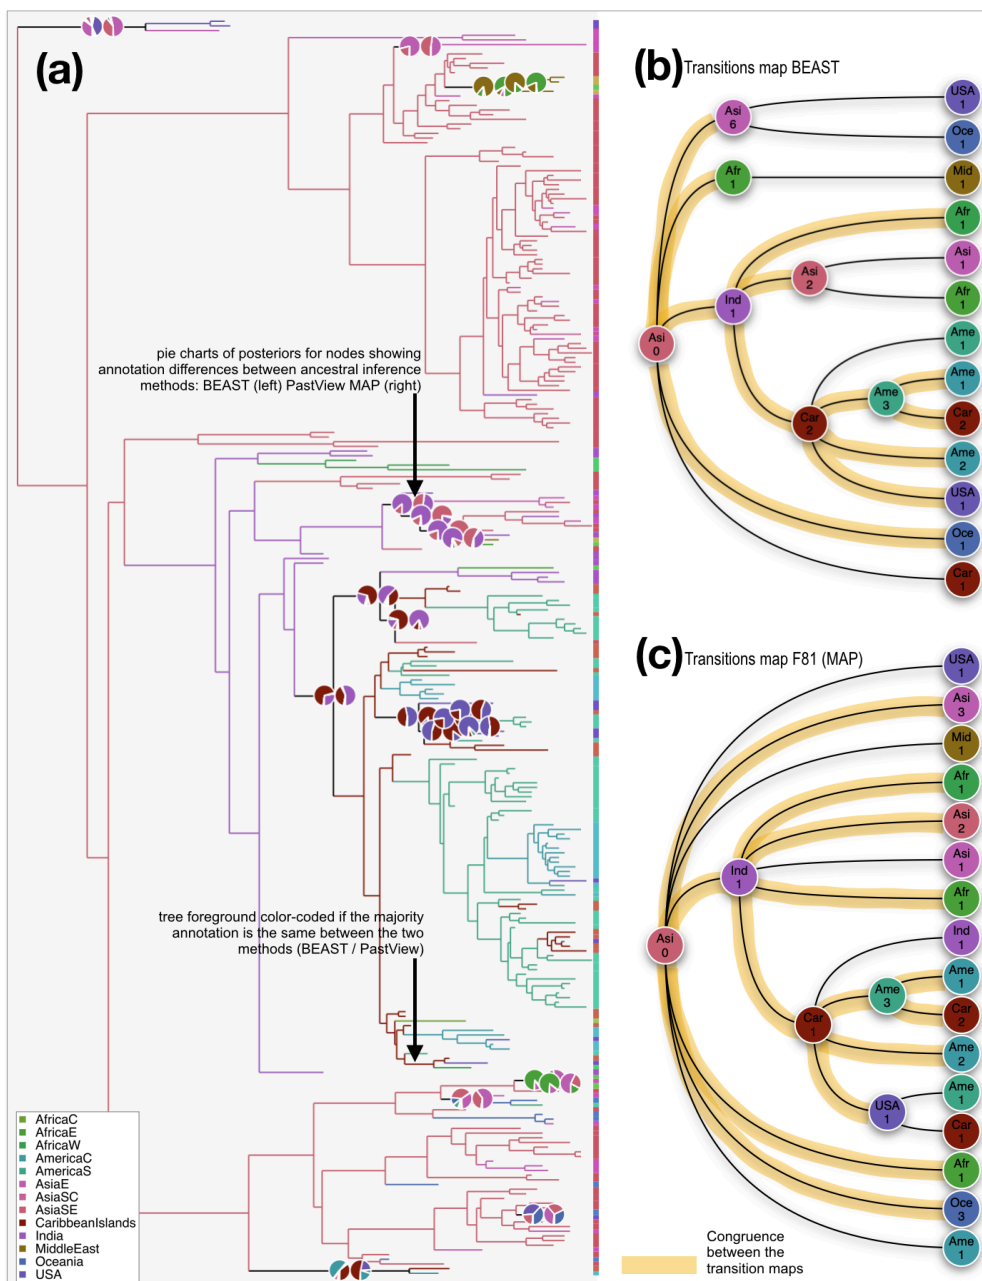 (a)
pie charts of posteriors for nodes showing
annotation differences between ancestral inference
methods: BEAST (left) PastView MAP (right)
tree foreground color-coded if the majority
annotation is the same between the two
methods (BEAST / PastView)
AfricaC
AfricaE
AfricaW
AmericaC
AmericaS
AsiaE
AsiaSC
AsiaSE
CaribbeanIslands
India
MiddleEast
Oceania
USA
(b) Transitions map BEAST
USA
1
Asi
6
Oce
1
Afr
1
Mid
1
Afr
1
Asi
1
Asi
2
Afr
1
Ind
1
Asi
0
Ame
1
Ame
1
Ame
3
Car
2
Car
2
Ame
2
USA
1
Oce
1
Car
1
(c) Transitions map F81 (MAP)
USA
1
Asi
3
Mid
1
Afr
1
Asi
2
Asi
1
Ind
1
Afr
1
Ind
1
Asi
0
Ame
1
Ame
3
Car
2
Car
1
Ame
2
Ame
1
USA
1
Car
1
Afr
1
Oce
3
Ame
1
Congruence
between the
transition maps